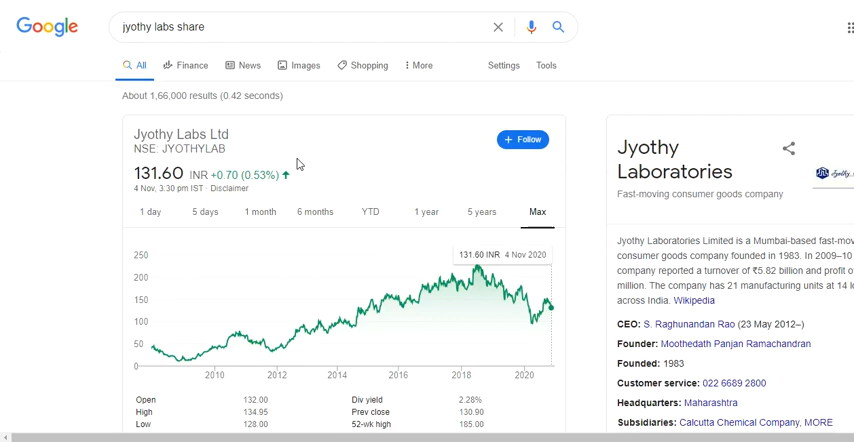 Google
jyothy labs share
All Finance News Images Shopping More Settings Tools
About 1,66,000 results (0.42 seconds)
Jyothy Labs Ltd
NSE: JYOTHYLAB
+ Follow
131.60 INR +0.70 (0.53%)
4 Nov, 3:30 pm IST · Disclaimer
1 day 5 days 1 month 6 months YTD 1 year 5 years Max
131.60 INR 4 Nov 2020
250
200
150
100
50
0
2010 2012 2014 2016 2018 2020
Open 132.00 Div yield 2.28%
High 134.95 Prev close 130.90
Low 128.00 52-wk high 185.00
Jyothy
Laboratories
Fast-moving consumer goods company
Jyothy
Jyothy Laboratories Limited is a Mumbai-based fast-mov
consumer goods company founded in 1983. In 2009–10
company reported a turnover of ₹5.82 billion and profit o
million. The company has 21 manufacturing units at 14 l
across India. Wikipedia
CEO: S. Raghunandan Rao (23 May 2012–)
Founder: Moothedath Panjan Ramachandran
Founded: 1983
Customer service: 022 6689 2800
Headquarters: Maharashtra
Subsidiaries: Calcutta Chemical Company, MORE